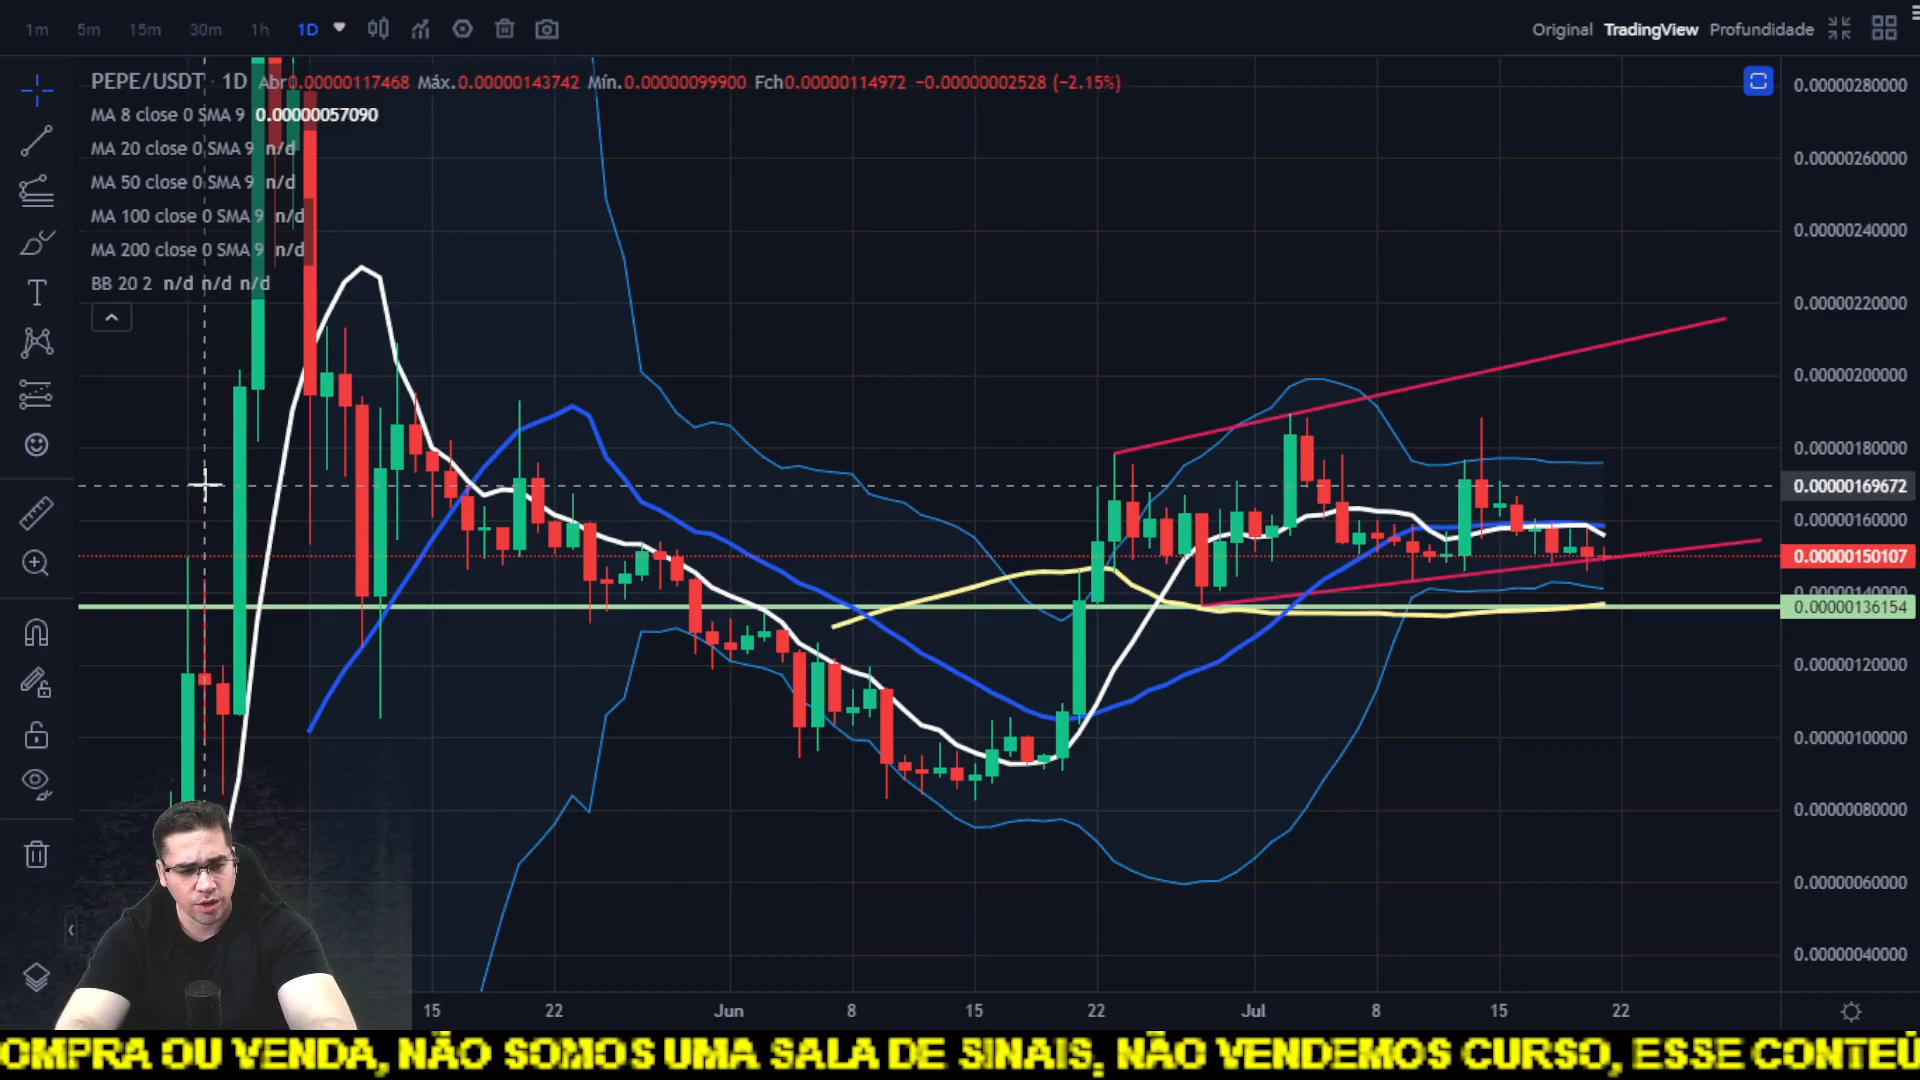 1m 5m 15m 30m 1h 1D Original TradingView Profundidade
PEPE/USDT · 1D Abr0.00000117468 Máx.0.00000143742 Mín.0.00000099900 Fch0.00000114972 −0.00000002528 (−2.15%)
MA 8 close 0 SMA 9 0.00000057090
MA 20 close 0 SMA 9 n/d
MA 50 close 0 SMA 9 n/d
MA 100 close 0 SMA 9 n/d
MA 200 close 0 SMA 9 n/d
BB 20 2 n/d n/d n/d
0.00000280000
0.00000260000
0.00000240000
0.00000220000
0.00000200000
0.00000180000
0.00000169672
0.00000160000
0.00000150107
0.00000140000
0.00000136154
0.00000120000
0.00000100000
0.00000080000
0.00000060000
0.00000040000
15 22 Jun 8 15 22 Jul 8 15 22
OMPRA OU VENDA, NÃO SOMOS UMA SALA DE SINAIS, NÃO VENDEMOS CURSO, ESSE CONTEÚ